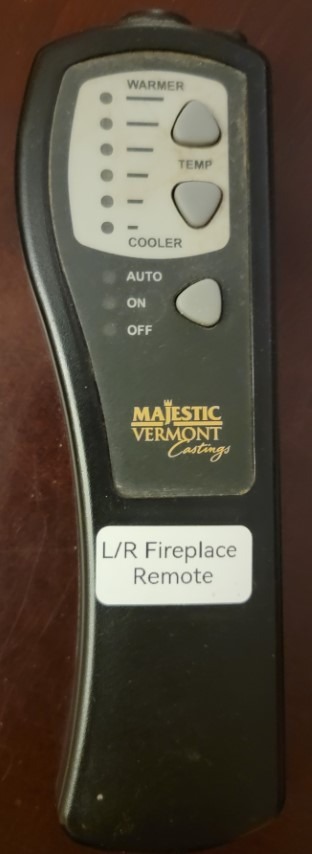 WARMER
TEMP
COOLER
AUTO
ON
OFF
MAJESTIC
VERMONT
Castings
L/R Fireplace
Remote